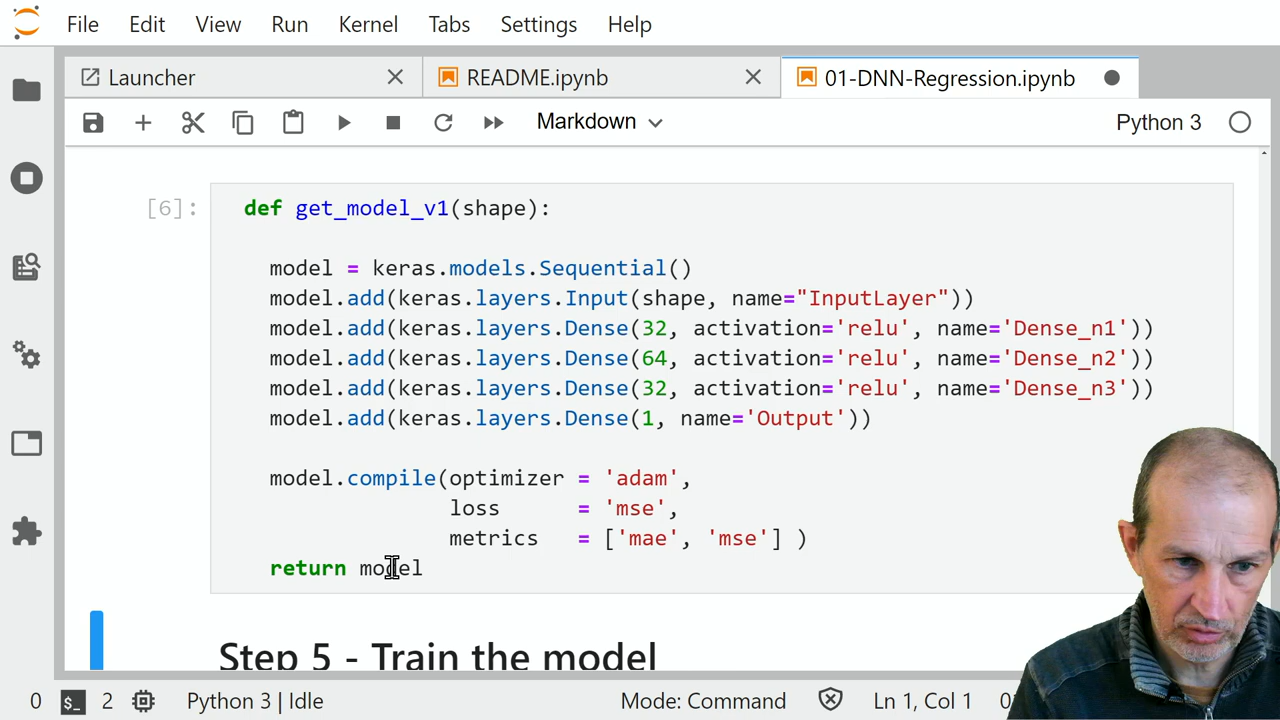 File Edit View Run Kernel Tabs Settings Help
Launcher README.ipynb 01-DNN-Regression.ipynb
Markdown Python 3
[6]: def get_model_v1(shape):
model = keras.models.Sequential()
model.add(keras.layers.Input(shape, name="InputLayer"))
model.add(keras.layers.Dense(32, activation='relu', name='Dense_n1'))
model.add(keras.layers.Dense(64, activation='relu', name='Dense_n2'))
model.add(keras.layers.Dense(32, activation='relu', name='Dense_n3'))
model.add(keras.layers.Dense(1, name='Output'))
model.compile(optimizer = 'adam',
loss = 'mse',
metrics = ['mae', 'mse'] )
return model
Step 5 - Train the model
0 $_ 2 Python 3 | Idle Mode: Command Ln 1, Col 1